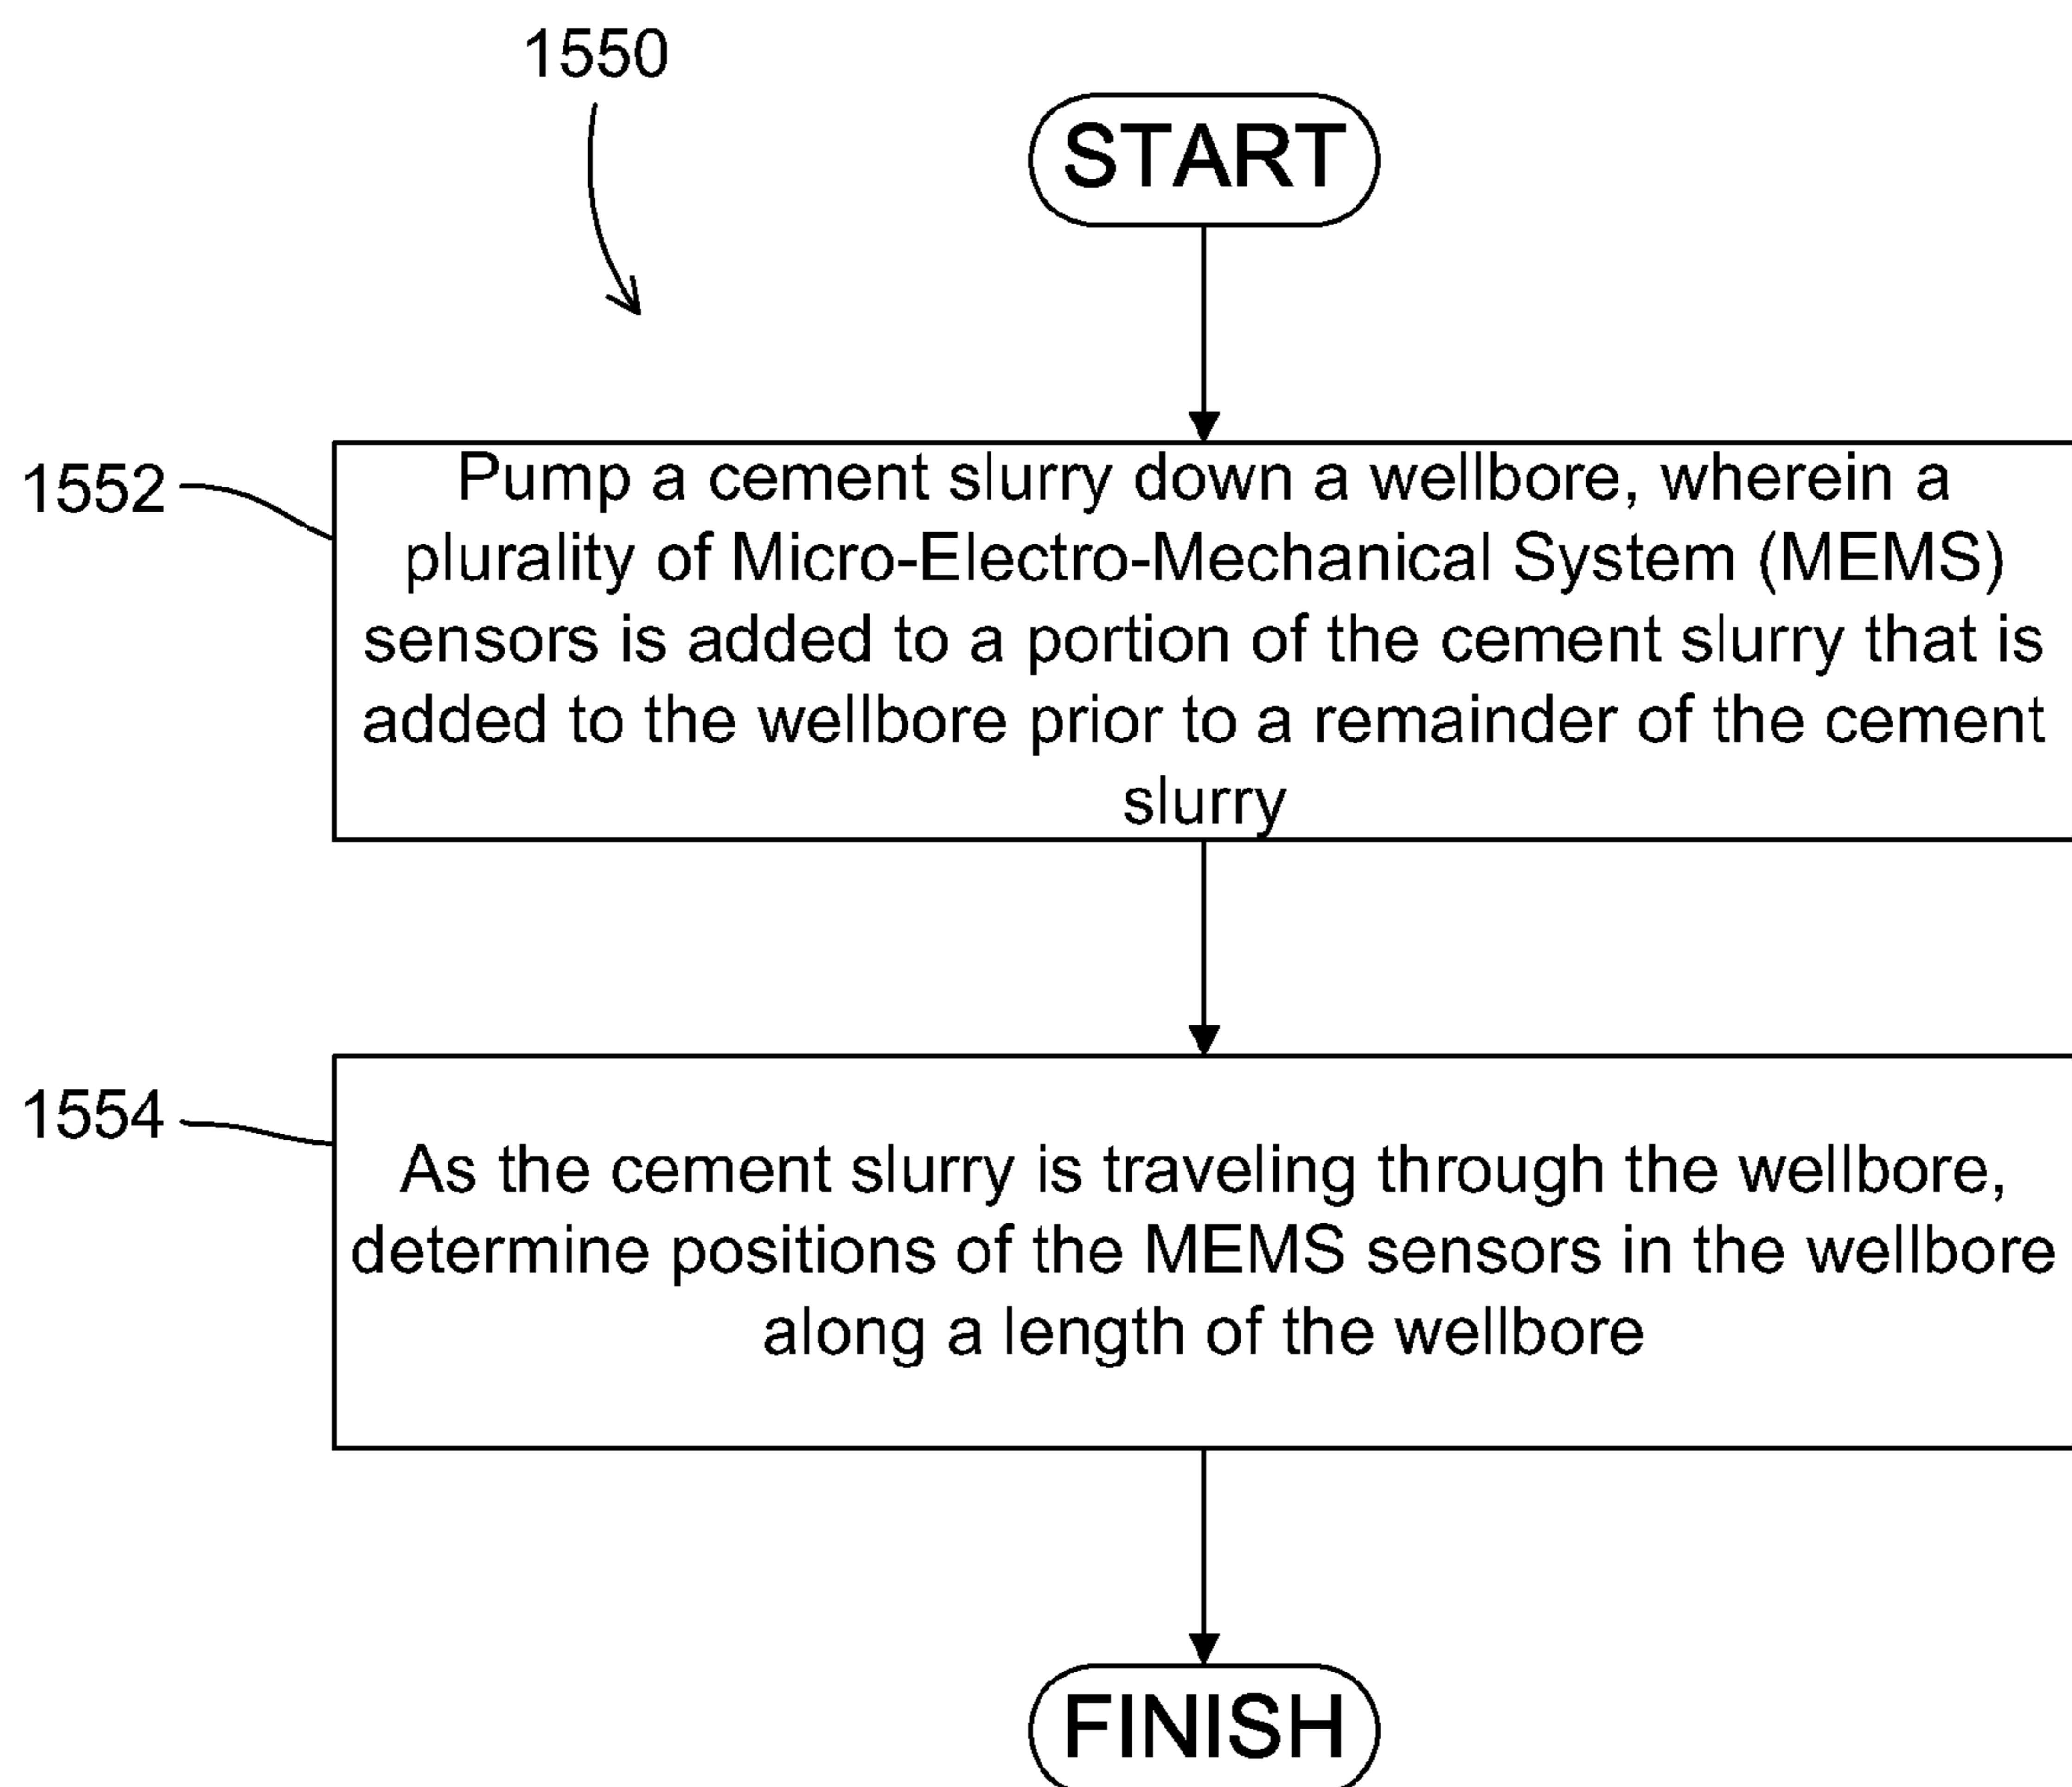 1550
START
1552
Pump a cement slurry down a wellbore, wherein a
plurality of Micro-Electro-Mechanical System (MEMS)
sensors is added to a portion of the cement slurry that is
added to the wellbore prior to a remainder of the cement
slurry
1554
As the cement slurry is traveling through the wellbore,
determine positions of the MEMS sensors in the wellbore
along a length of the wellbore
FINISH